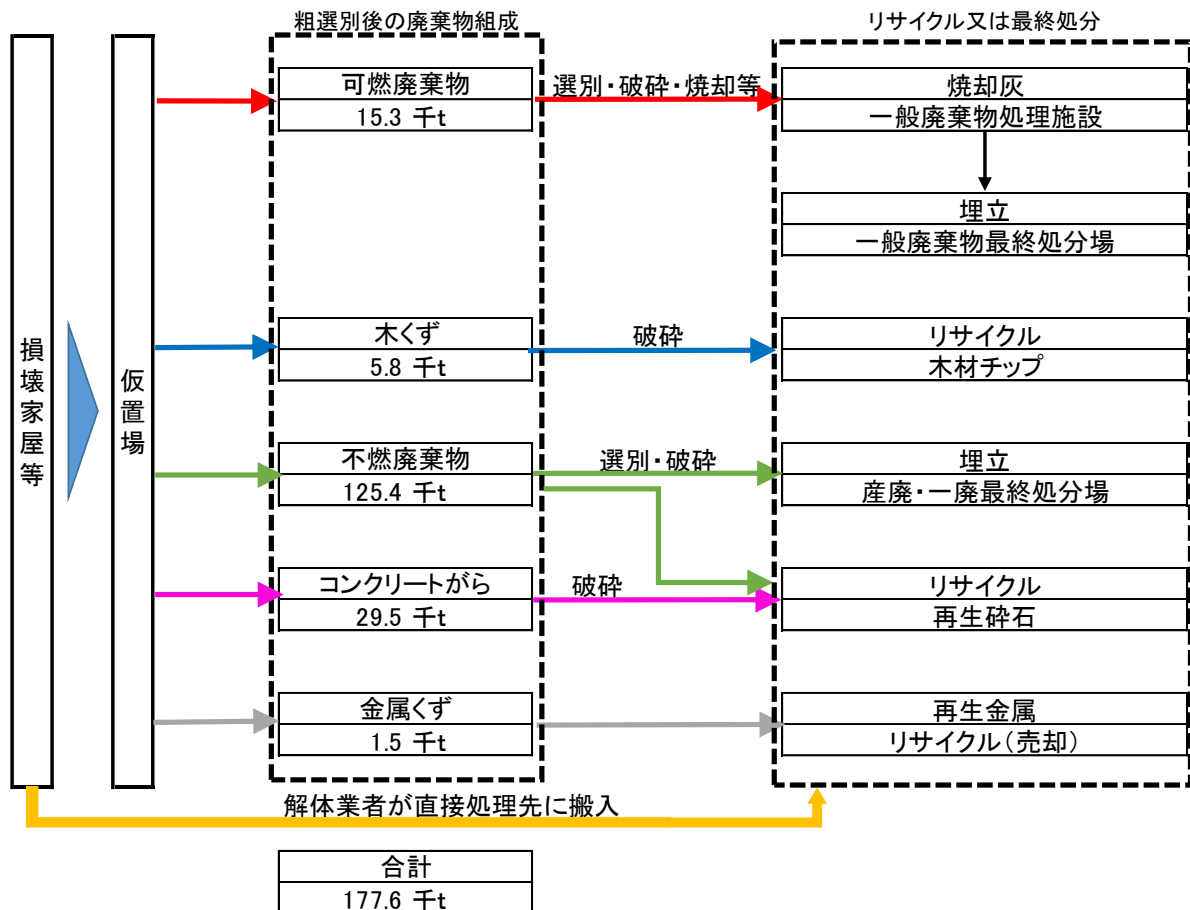 粗選別後の廃棄物組成
リサイクル又は最終処分
損壊家屋等
仮置場
可燃廃棄物
15.3 千t
選別・破砕・焼却等
焼却灰
一般廃棄物処理施設
埋立
一般廃棄物最終処分場
木くず
5.8 千t
破砕
リサイクル
木材チップ
不燃廃棄物
125.4 千t
選別・破砕
埋立
産廃・一廃最終処分場
コンクリートがら
29.5 千t
破砕
リサイクル
再生砕石
金属くず
1.5 千t
再生金属
リサイクル(売却)
解体業者が直接処理先に搬入
合計
177.6 千t